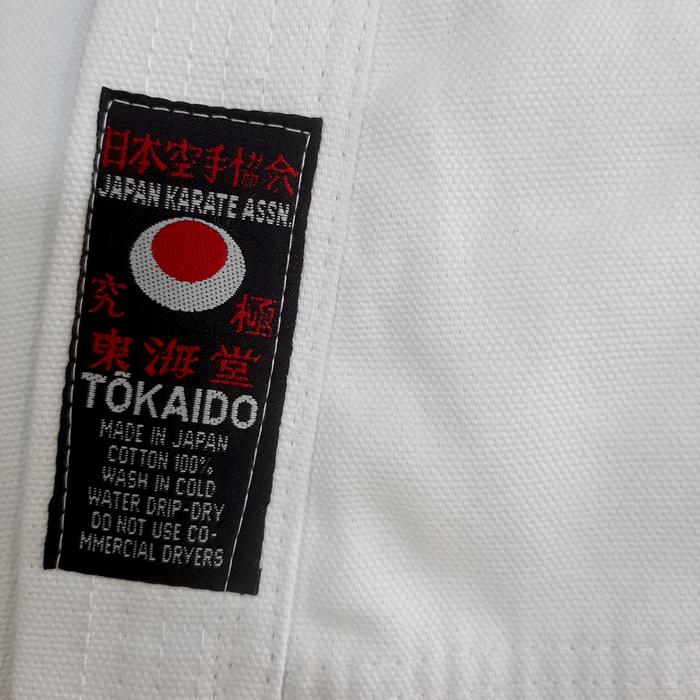 日本空手協会
JAPAN KARATE ASSN.
究極
東海堂
TŌKAIDO
MADE IN JAPAN
COTTON 100%
WASH IN COLD
WATER DRIP-DRY
DO NOT USE CO-
MMERCIAL DRYERS